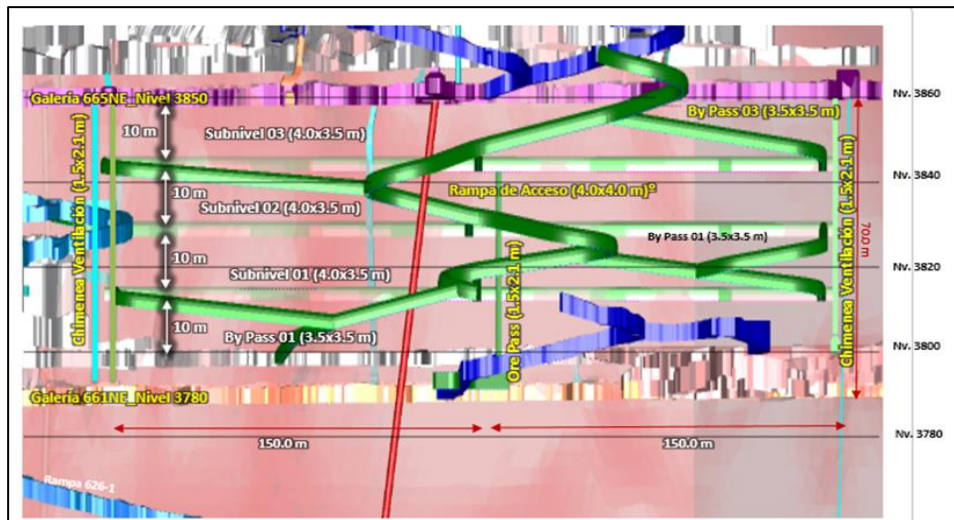 Galería 665NE_Nivel 3850
Nv. 3860
By Pass 03 (3.5x3.5 m)
10 m
Subnivel 03 (4.0x3.5 m)
Chimenea Ventilación (1.5x2.1 m)
Nv. 3840
10 m
Rampa de Acceso (4.0x4.0 m)º
Subnivel 02 (4.0x3.5 m)
By Pass 01 (3.5x3.5 m)
70.0 m
Chimenea Ventilación (1.5x2.1 m)
10 m
Subnivel 01 (4.0x3.5 m)
Nv. 3820
Ore Pass (1.5x2.1 m)
10 m
By Pass 01 (3.5x3.5 m)
Nv. 3800
Galería 661NE_Nivel 3780
150.0 m
150.0 m
Nv. 3780
Rampa 626-1